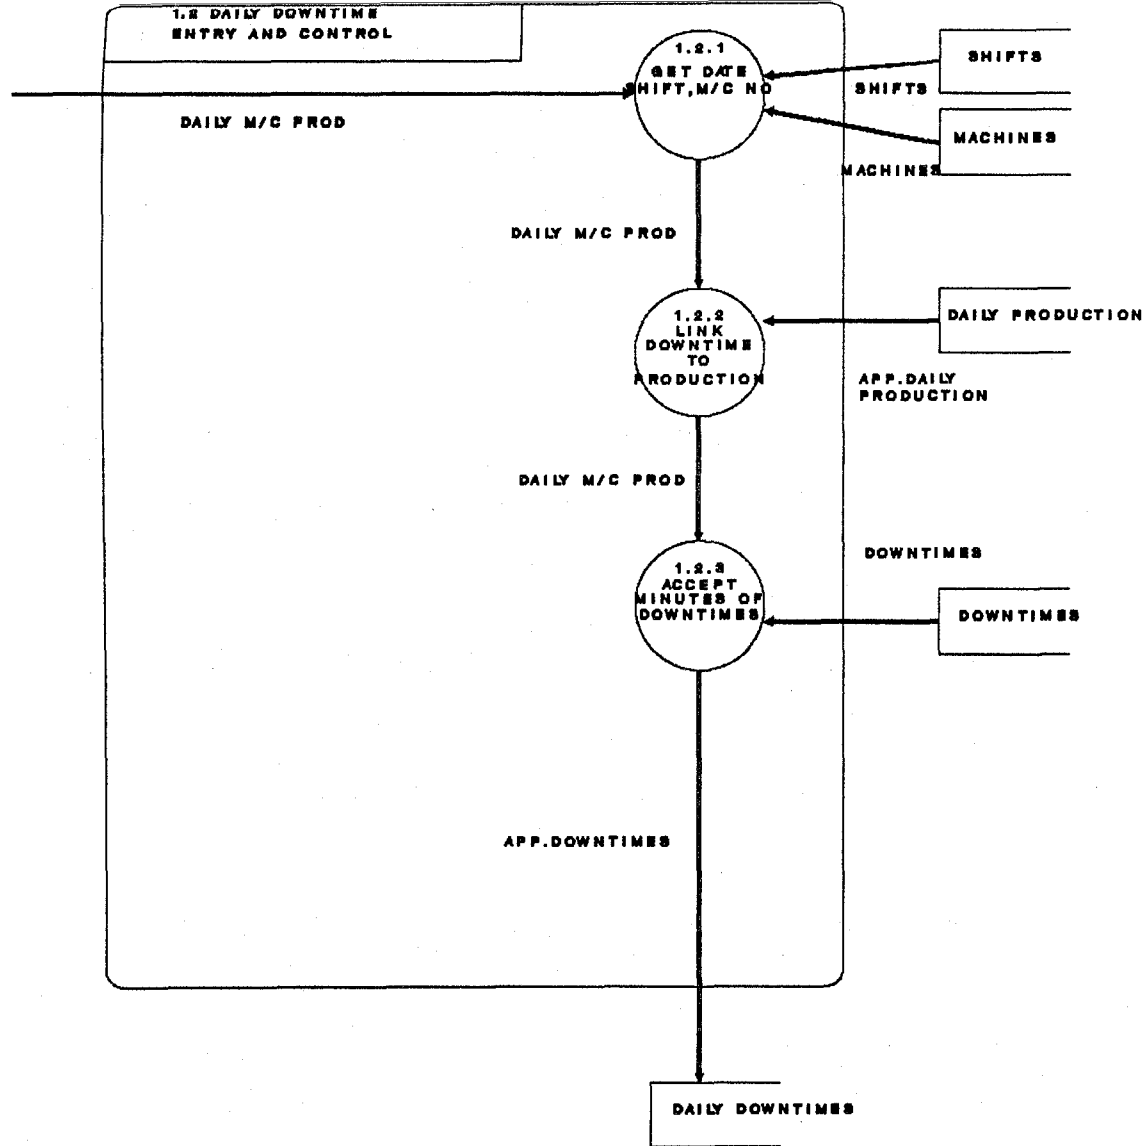 1.2 DAILY DOWNTIME
ENTRY AND CONTROL
1.2.1
GET DATE
SHIFT,M/C NO
SHIFTS
SHIFTS
DAILY M/C PROD
MACHINES
MACHINES
DAILY M/C PROD
1.2.2
LINK
DOWNTIME
TO
PRODUCTION
DAILY PRODUCTION
APP.DAILY
PRODUCTION
DAILY M/C PROD
DOWNTIMES
1.2.3
ACCEPT
MINUTES OF
DOWNTIMES
DOWNTIMES
APP.DOWNTIMES
DAILY DOWNTIMES